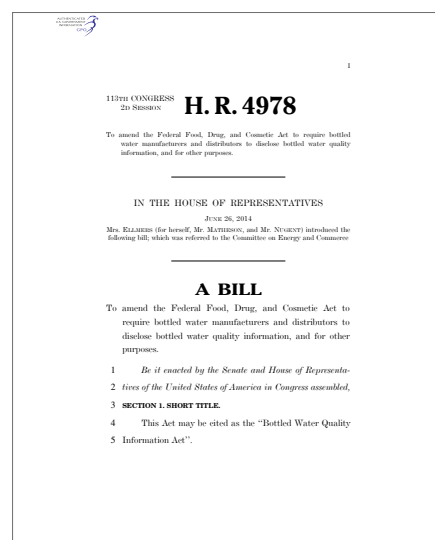 AUTHENTICATED
U.S. GOVERNMENT
INFORMATION
GPO
I
113TH CONGRESS
2D SESSION
H. R. 4978
To amend the Federal Food, Drug, and Cosmetic Act to require bottled
water manufacturers and distributors to disclose bottled water quality
information, and for other purposes.
IN THE HOUSE OF REPRESENTATIVES
JUNE 26, 2014
Mrs. ELLMERS (for herself, Mr. MATHESON, and Mr. NUGENT) introduced the
following bill; which was referred to the Committee on Energy and Commerce
A BILL
To amend the Federal Food, Drug, and Cosmetic Act to
require bottled water manufacturers and distributors to
disclose bottled water quality information, and for other
purposes.
1 Be it enacted by the Senate and House of Representa-
2 tives of the United States of America in Congress assembled,
3 SECTION 1. SHORT TITLE.
4 This Act may be cited as the ‘‘Bottled Water Quality
5 Information Act’’.